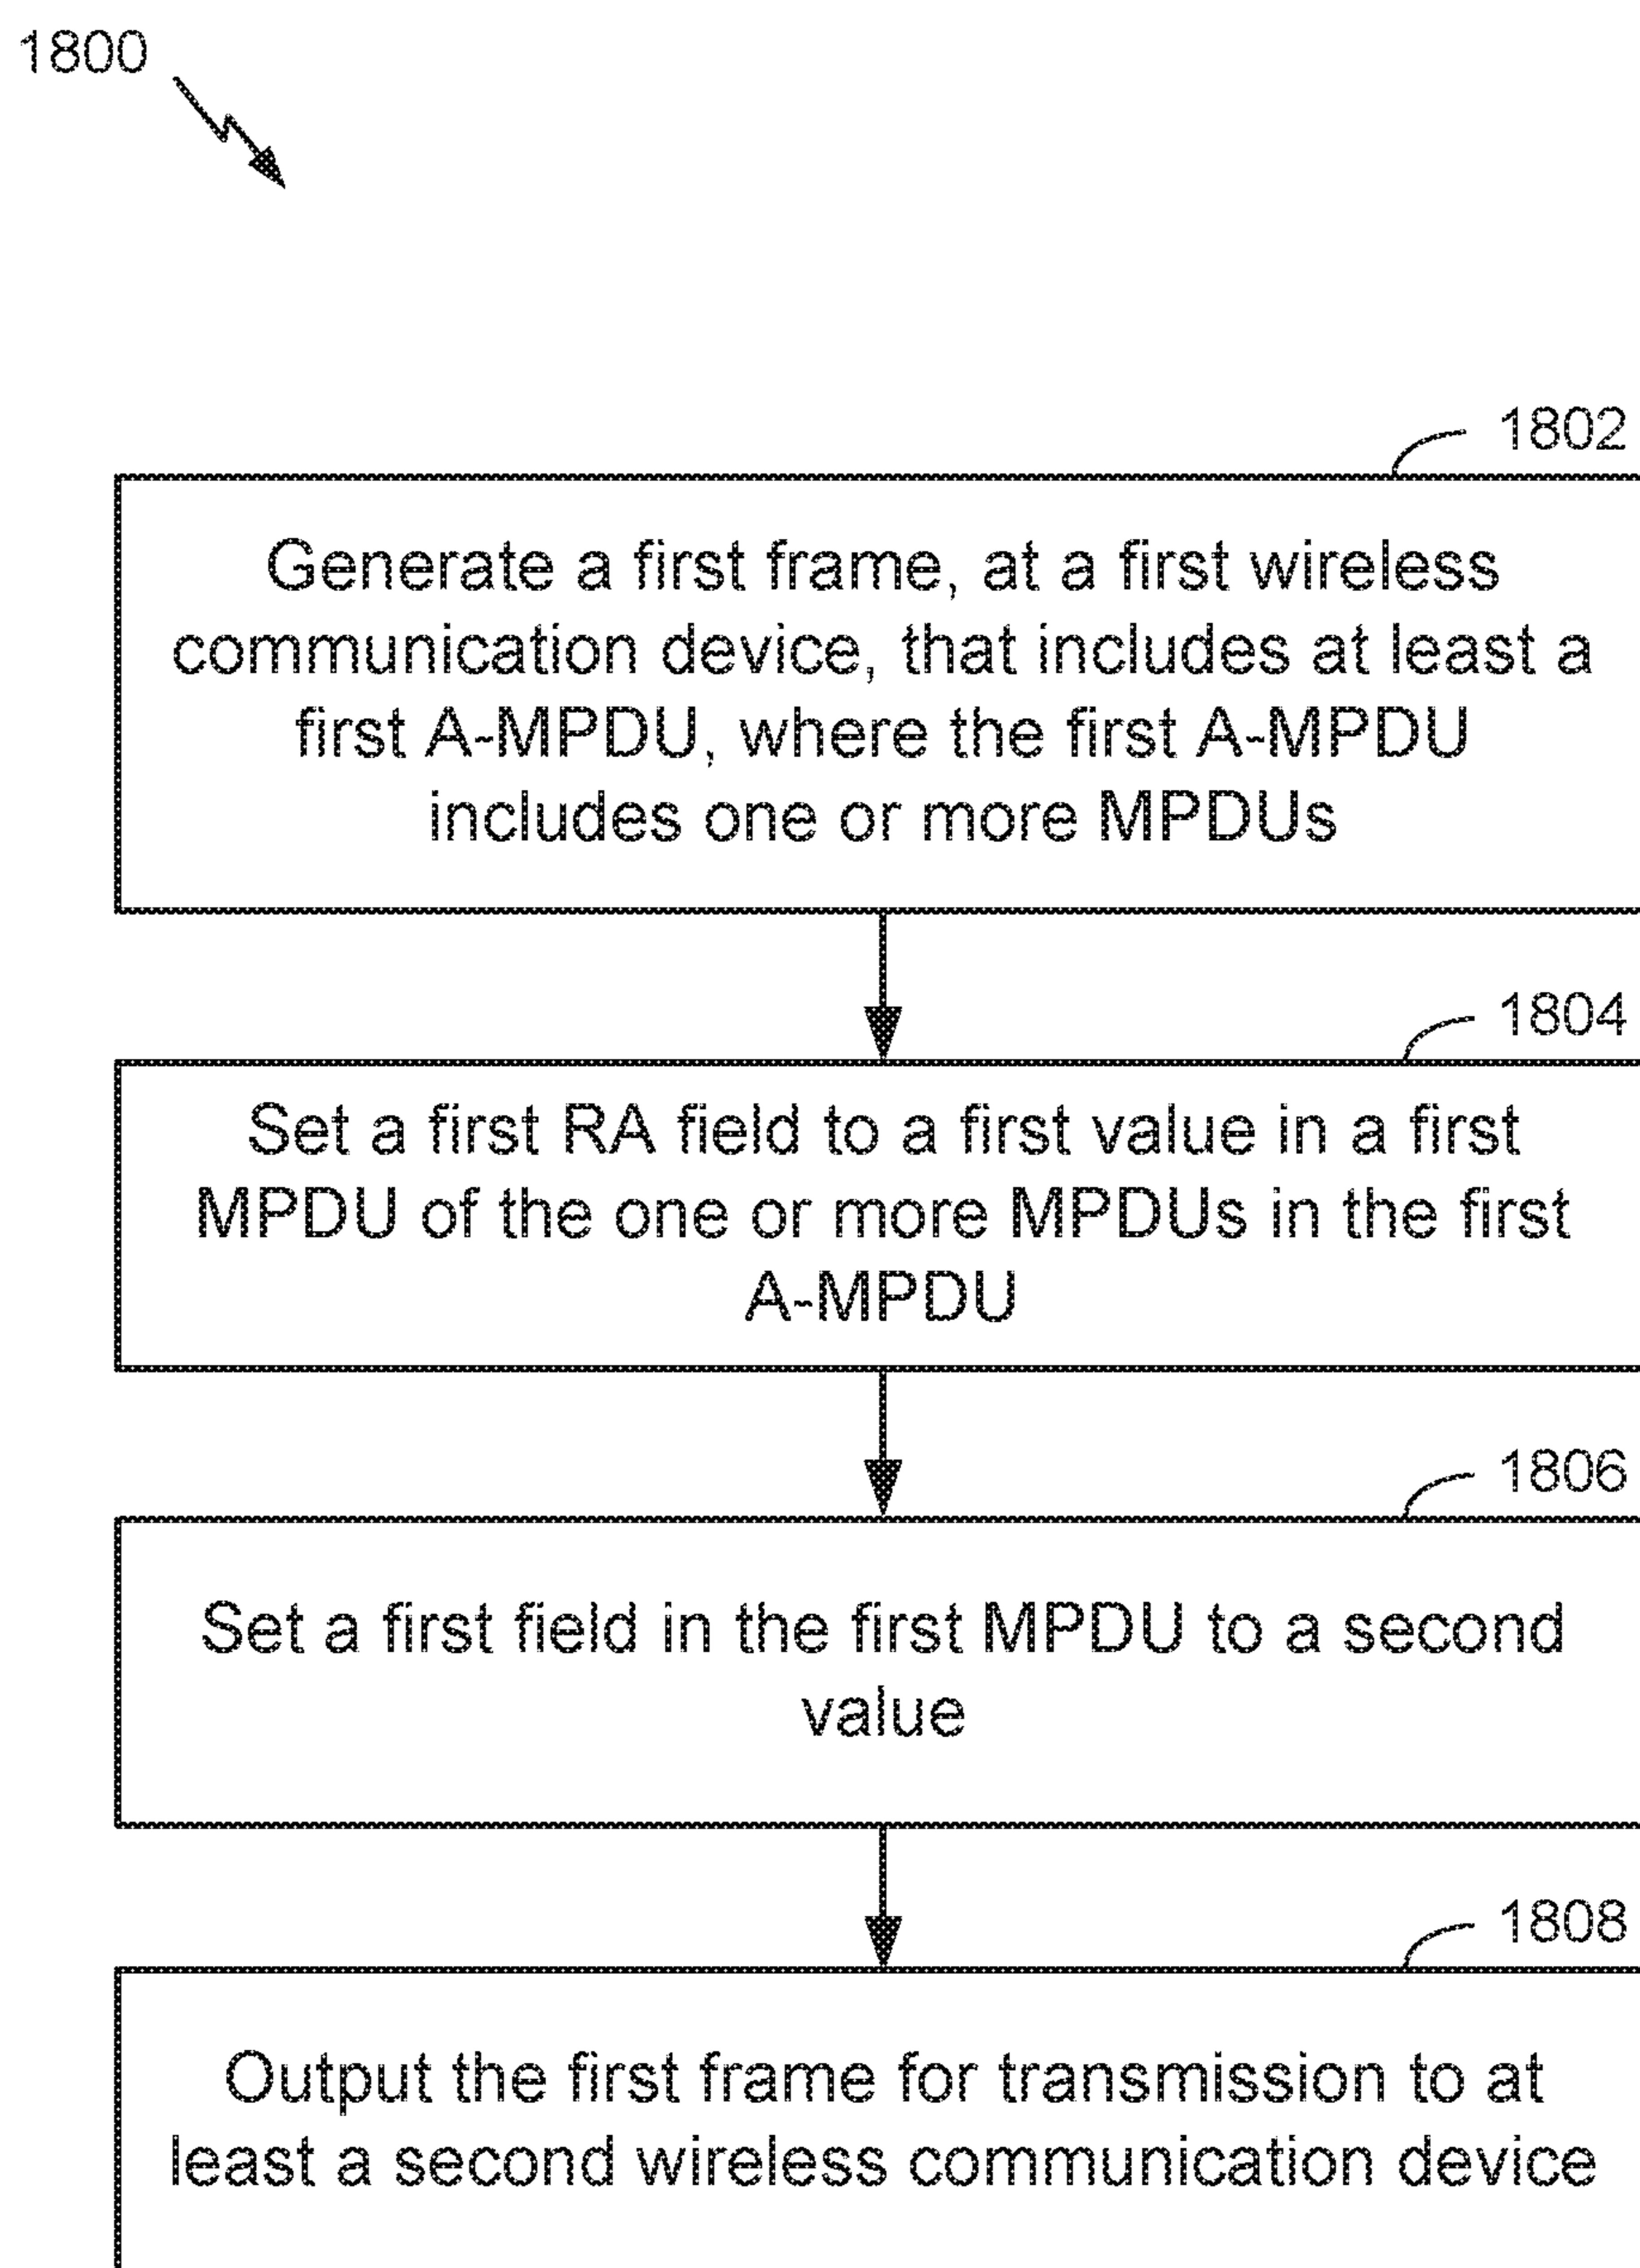 1800
1802
Generate a first frame, at a first wireless
communication device, that includes at least a
first A-MPDU, where the first A-MPDU
includes one or more MPDUs
1804
Set a first RA field to a first value in a first
MPDU of the one or more MPDUs in the first
A-MPDU
1806
Set a first field in the first MPDU to a second
value
1808
Output the first frame for transmission to at
least a second wireless communication device